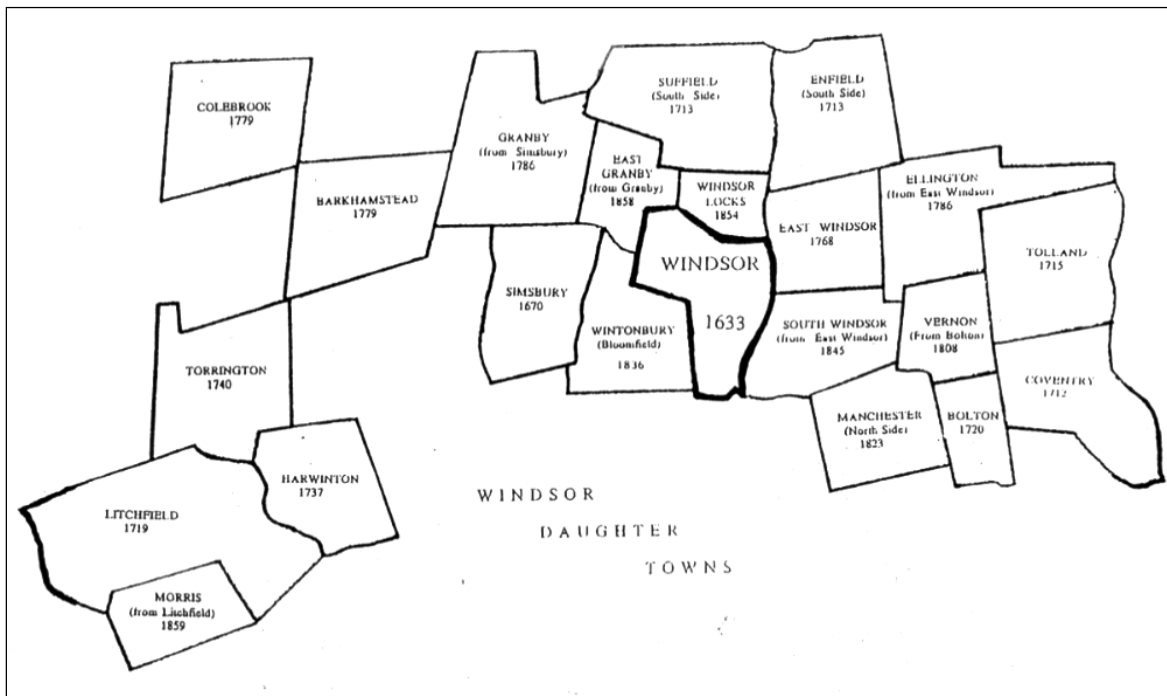 COLEBROOK
1779
BARKHAMSTEAD
1779
GRANBY
(from Simsbury)
1786
SUFFIELD
(South Side)
1713
ENFIELD
(South Side)
1713
EAST
GRANBY
(from Granby)
1858
WINDSOR
LOCKS
1854
ELLINGTON
(from East Windsor)
1786
EAST WINDSOR
1768
TOLLAND
1715
WINDSOR
1633
SIMSBURY
1670
WINTONBURY
(Bloomfield)
1836
SOUTH WINDSOR
(from East Windsor)
1845
VERNON
(From Bolton)
1808
COVENTRY
1712
TORRINGTON
1740
MANCHESTER
(North Side)
1823
BOLTON
1720
HARWINTON
1737
LITCHFIELD
1719
MORRIS
(from Litchfield)
1859
WINDSOR
DAUGHTER
TOWNS